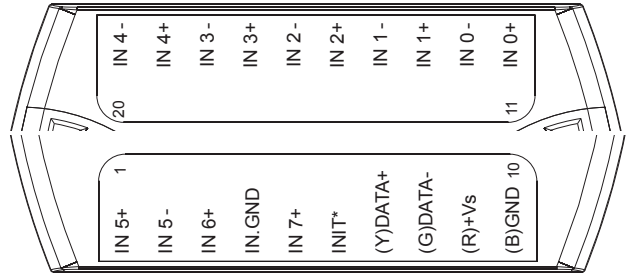 IN 4 -
IN 4+
IN 3 -
IN 3+
IN 2 -
IN 2+
IN 1 -
IN 1+
IN 0 -
IN 0+
20
11
1
10
IN 5+
IN 5 -
IN 6+
IN.GND
IN 7+
INIT*
(Y)DATA+
(G)DATA-
(R)+Vs
(B)GND